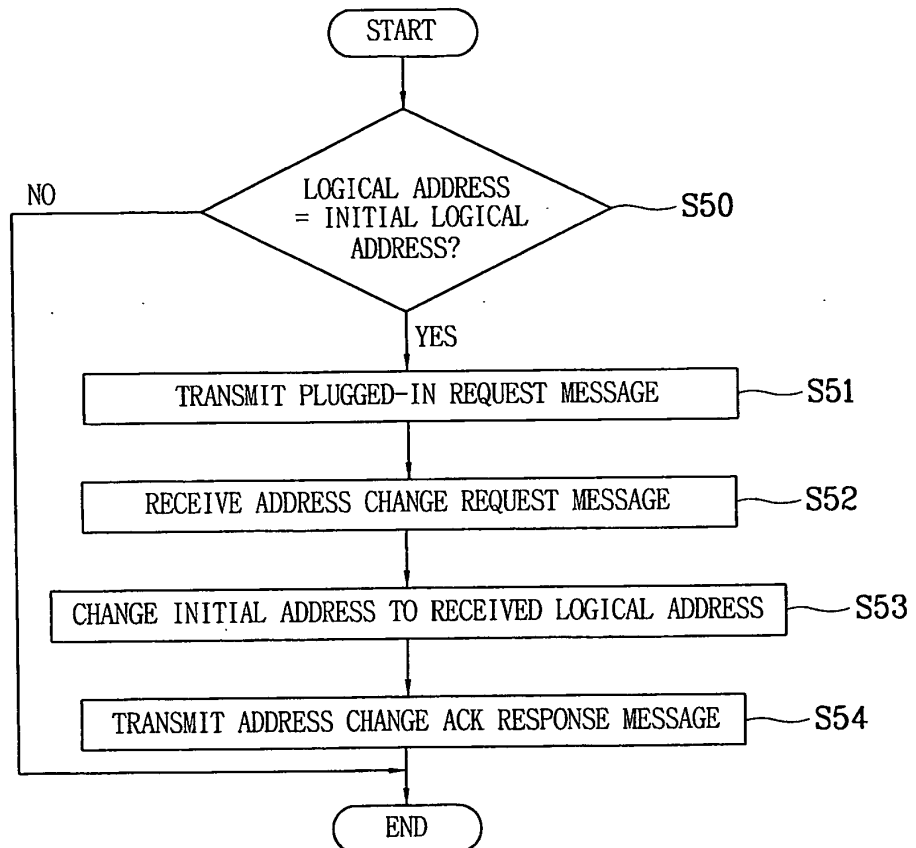 START
NO
LOGICAL ADDRESS
= INITIAL LOGICAL
ADDRESS?
S50
YES
TRANSMIT PLUGGED-IN REQUEST MESSAGE
S51
RECEIVE ADDRESS CHANGE REQUEST MESSAGE
S52
CHANGE INITIAL ADDRESS TO RECEIVED LOGICAL ADDRESS
S53
TRANSMIT ADDRESS CHANGE ACK RESPONSE MESSAGE
S54
END